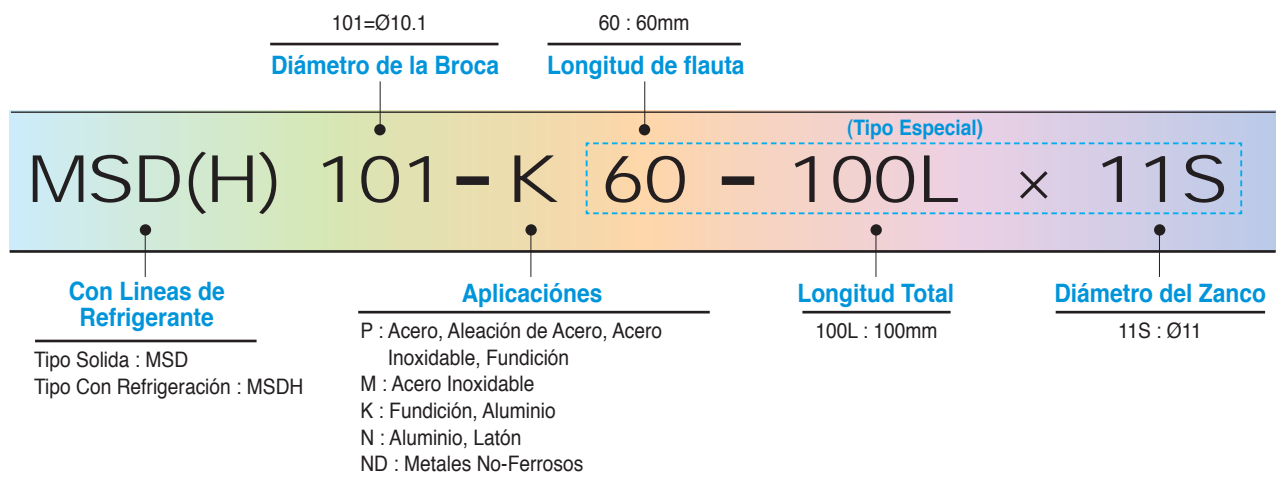 101=Ø10.1
Diámetro de la Broca
60 : 60mm
Longitud de flauta
(Tipo Especial)
MSD(H) 101 - K 60 - 100L × 11S
Con Lineas de
Refrigerante
Tipo Solida : MSD
Tipo Con Refrigeración : MSDH
Aplicaciónes
P : Acero, Aleación de Acero, Acero
Inoxidable, Fundición
M : Acero Inoxidable
K : Fundición, Aluminio
N : Aluminio, Latón
ND : Metales No-Ferrosos
Longitud Total
100L : 100mm
Diámetro del Zanco
11S : Ø11